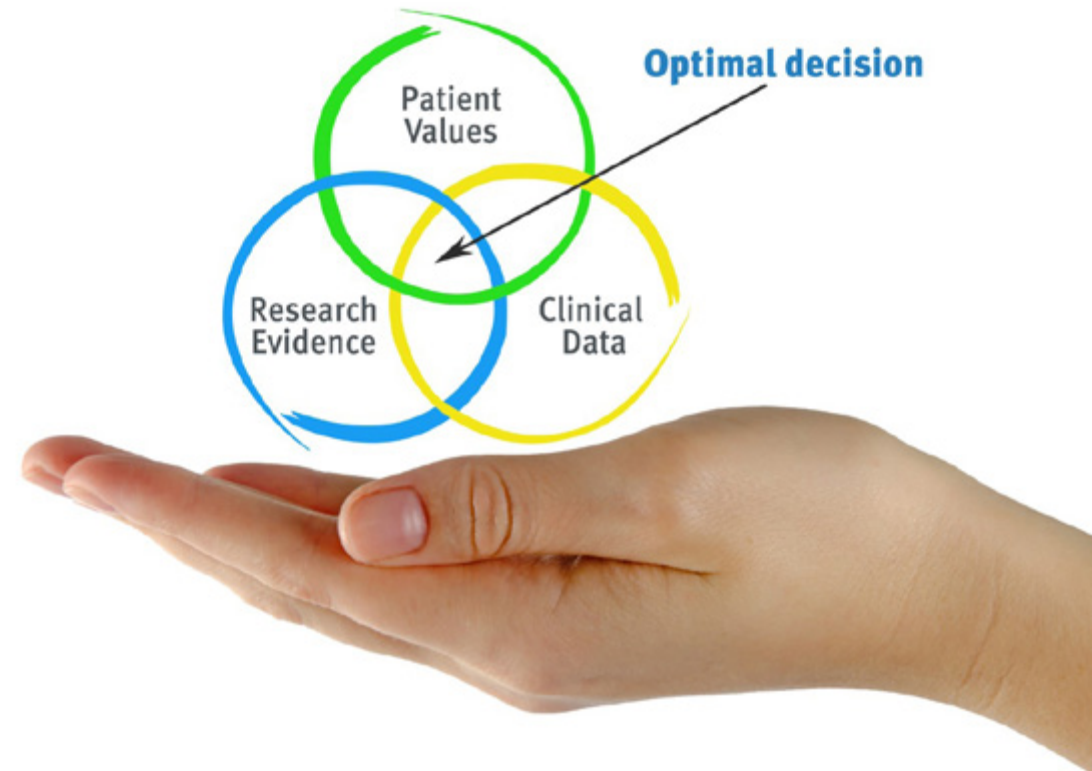 Optimal decision
Patient
Values
Research
Evidence
Clinical
Data